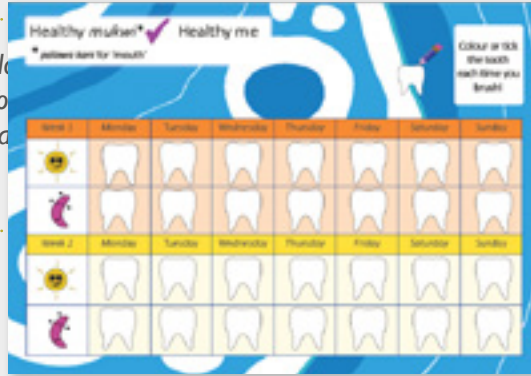 Healthy mukuri* Healthy me
* palawa kani for 'mouth'
Colour or tick
the tooth
each time you
brush!
Week 1 Monday Tuesday Wednesday Thursday Friday Saturday Sunday
Week 2 Monday Tuesday Wednesday Thursday Friday Saturday Sunday